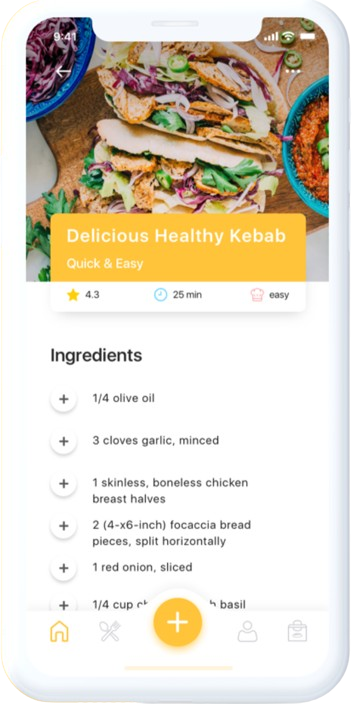 9:41
Delicious Healthy Kebab
Quick & Easy
4.3 25 min easy
Ingredients
1/4 olive oil
3 cloves garlic, minced
1 skinless, boneless chicken
breast halves
2 (4-x6-inch) focaccia bread
pieces, split horizontally
1 red onion, sliced
1/4 cup basil